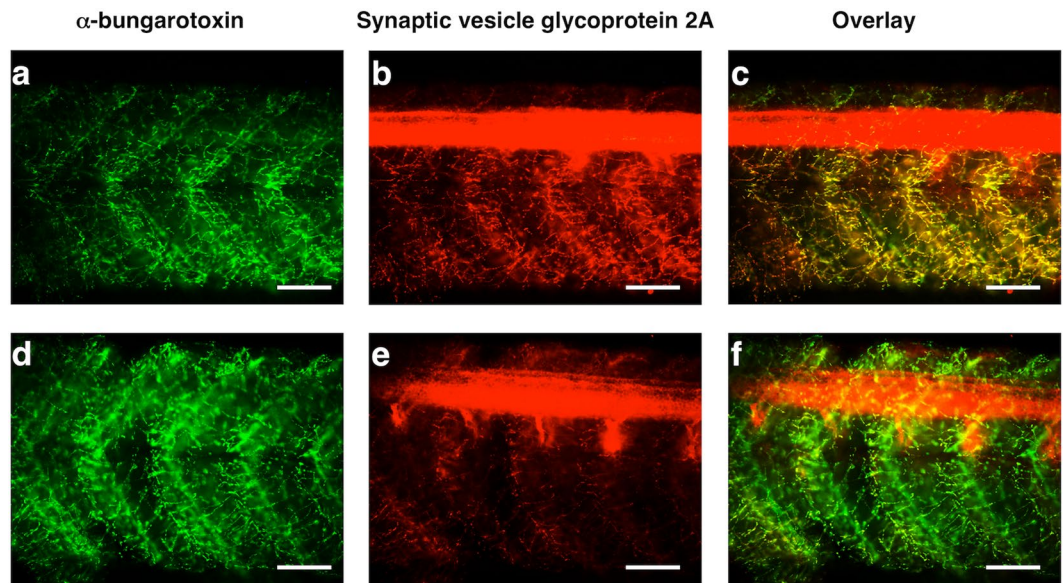 α-bungarotoxin Synaptic vesicle glycoprotein 2A Overlay
a b c
d e f